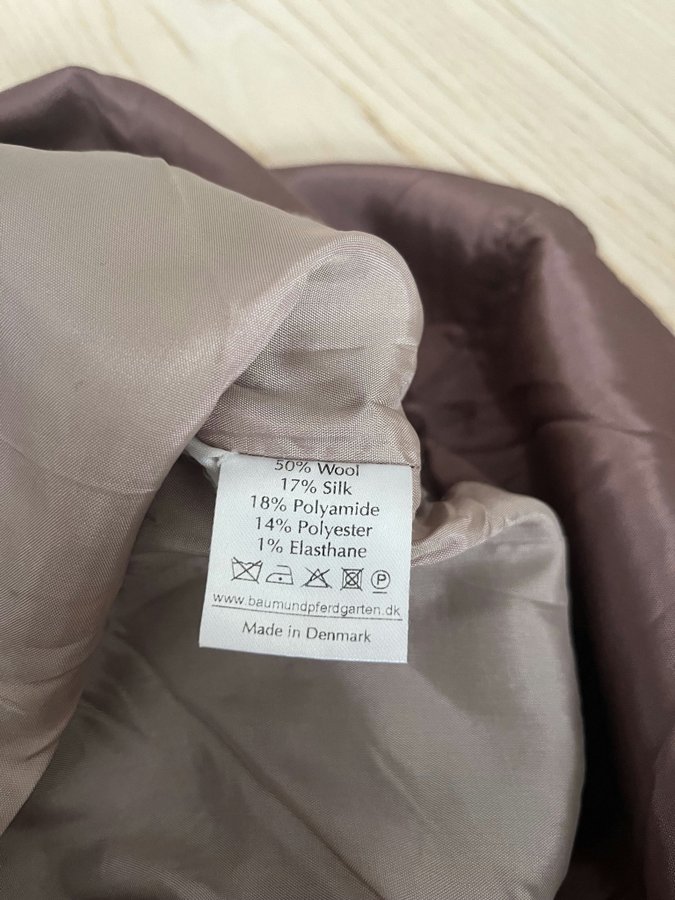 50% Wool
17% Silk
18% Polyamide
14% Polyester
1% Elasthane
P
www.baumundpferdgarten.dk
Made in Denmark